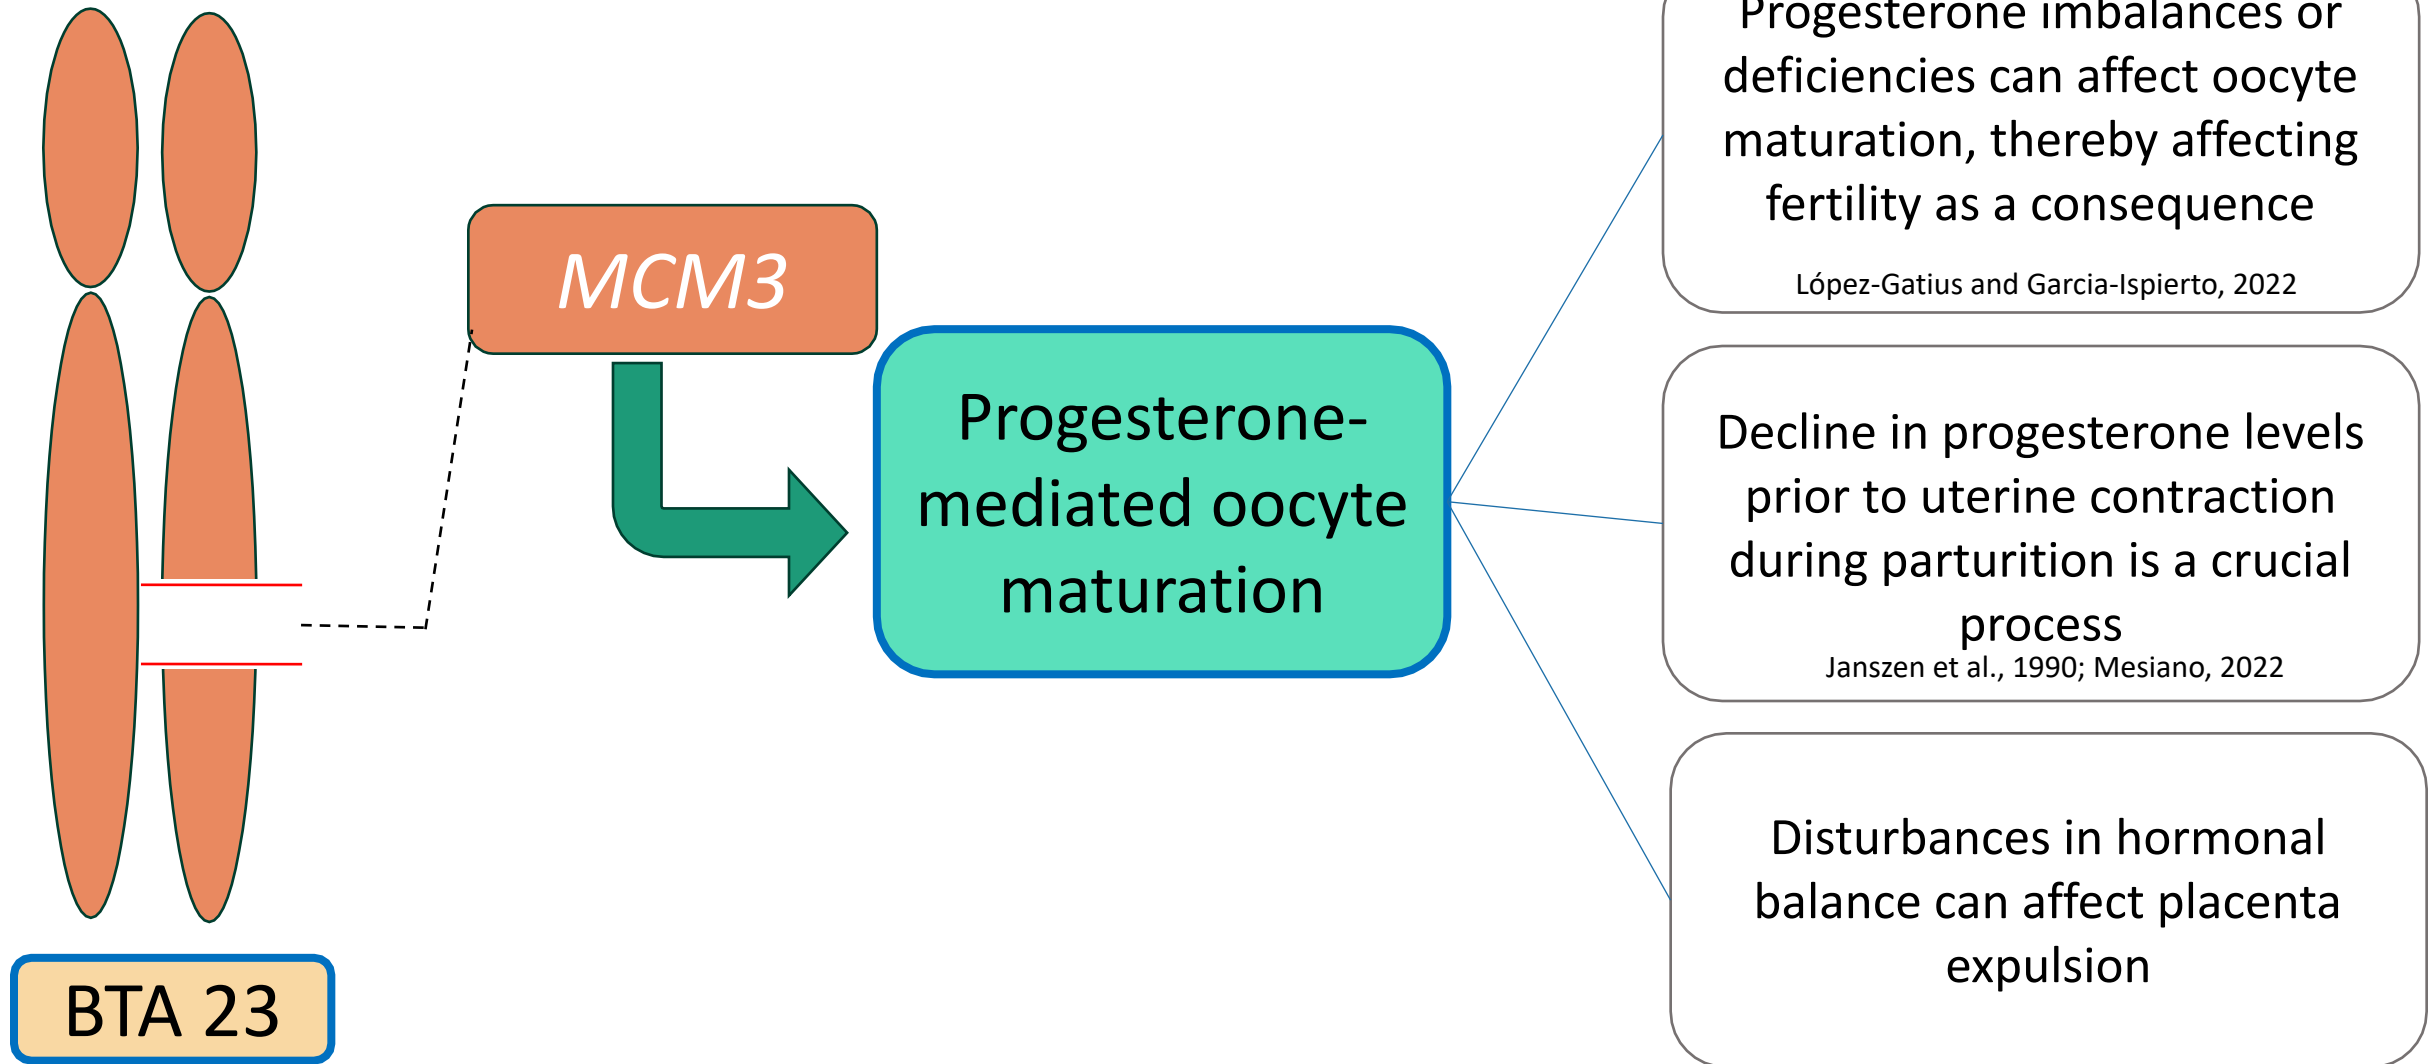 Progesterone imbalances or
deficiencies can affect oocyte
maturation, thereby affecting
fertility as a consequence
López-Gatius and Garcia-Ispierto, 2022
MCM3
Progesterone-
mediated oocyte
maturation
Decline in progesterone levels
prior to uterine contraction
during parturition is a crucial
process
Janszen et al., 1990; Mesiano, 2022
Disturbances in hormonal
balance can affect placenta
expulsion
BTA 23